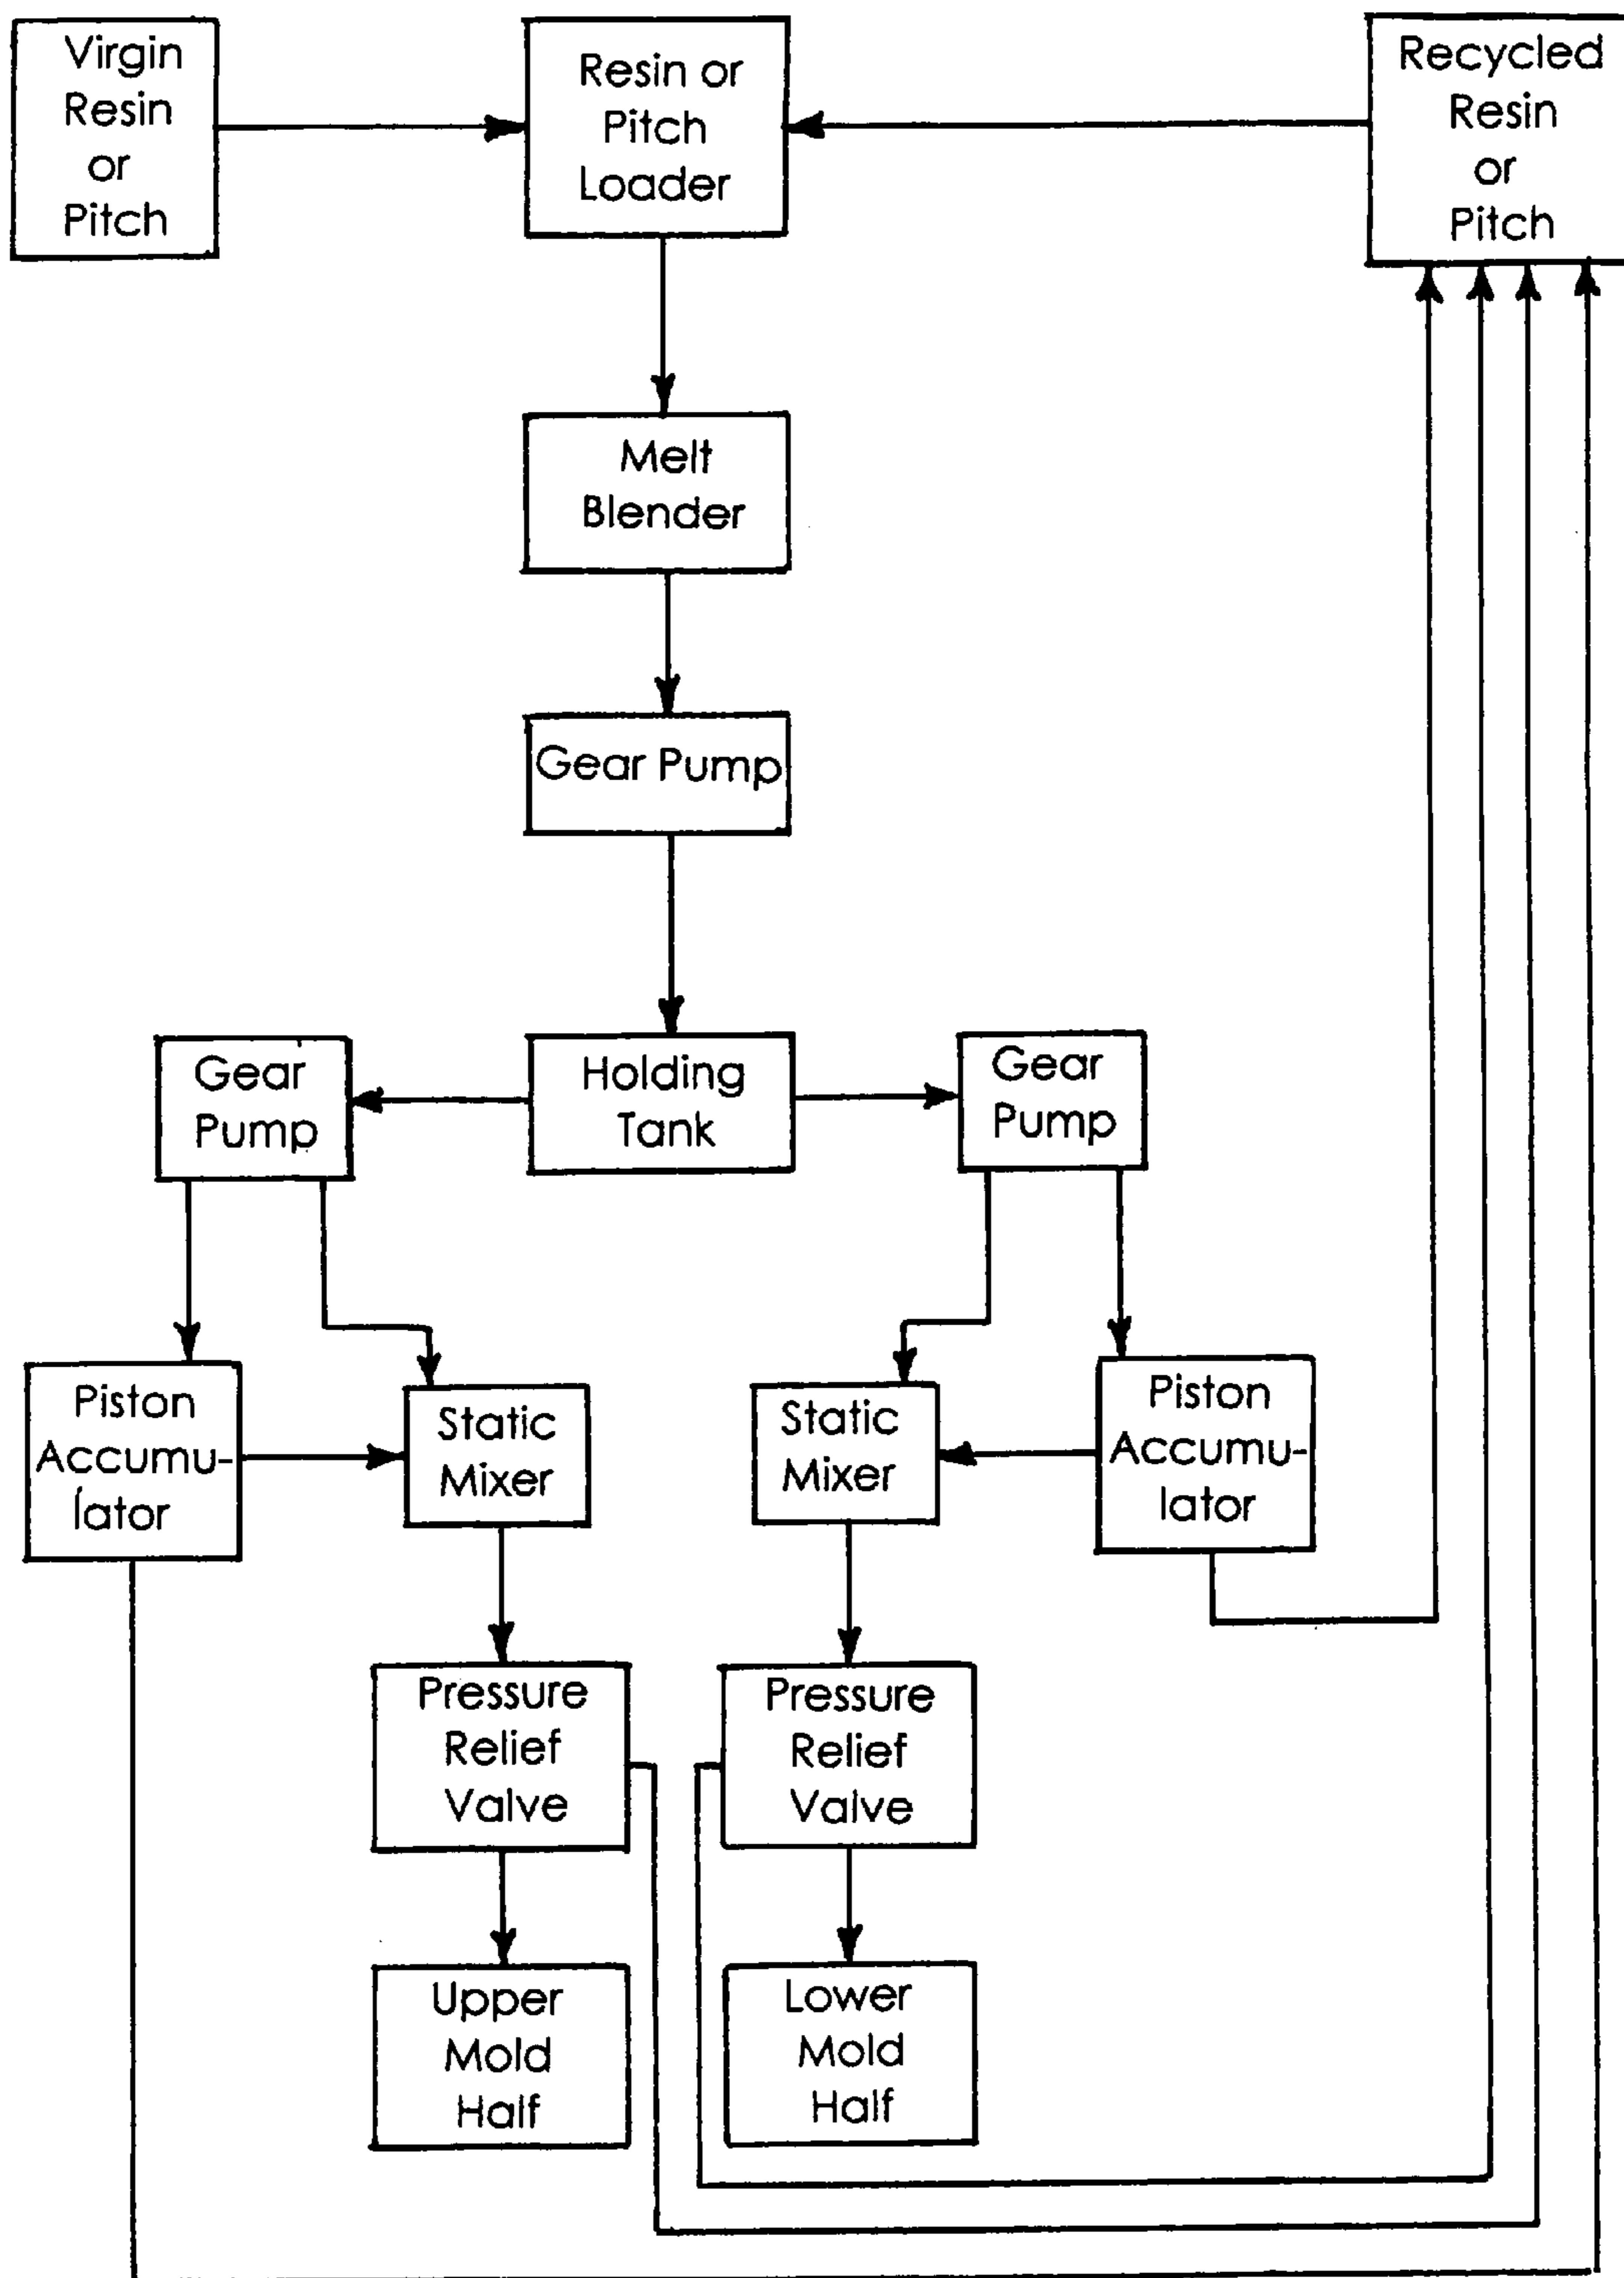 Virgin
Resin
or
Pitch
Resin or
Pitch
Loader
Recycled
Resin
or
Pitch
Melt
Blender
Gear Pump
Gear
Pump
Holding
Tank
Gear
Pump
Piston
Accumu-
lator
Static
Mixer
Static
Mixer
Piston
Accumu-
lator
Pressure
Relief
Valve
Pressure
Relief
Valve
Upper
Mold
Half
Lower
Mold
Half